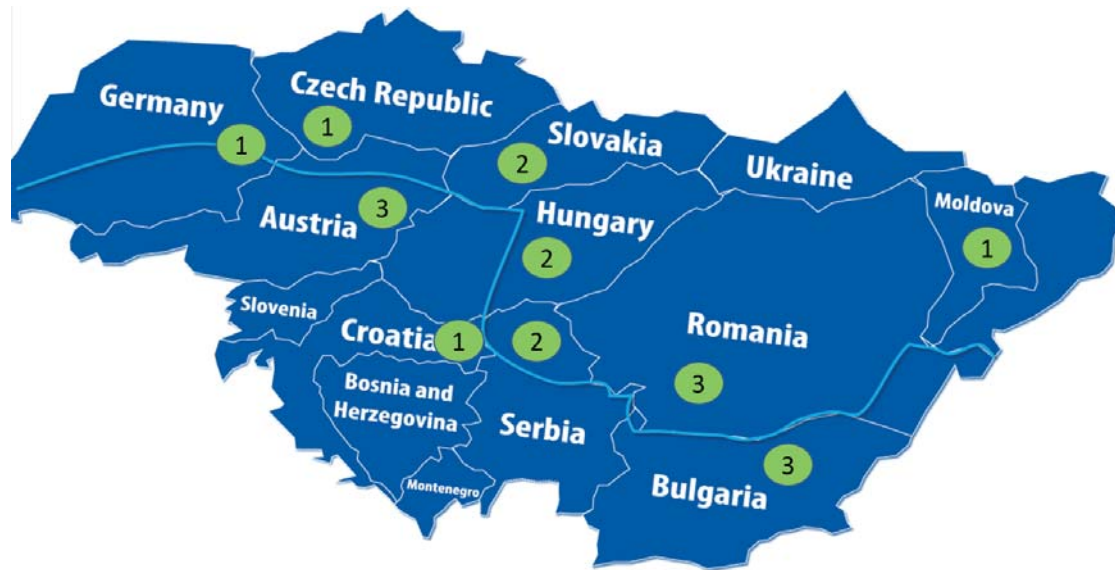 Germany
1
Czech Republic
1
Slovakia
2
Ukraine
Moldova
1
Austria
3
Hungary
2
Slovenia
Croatia
1
2
Romania
3
Bosnia and
Herzegovina
Serbia
Montenegro
Bulgaria
3